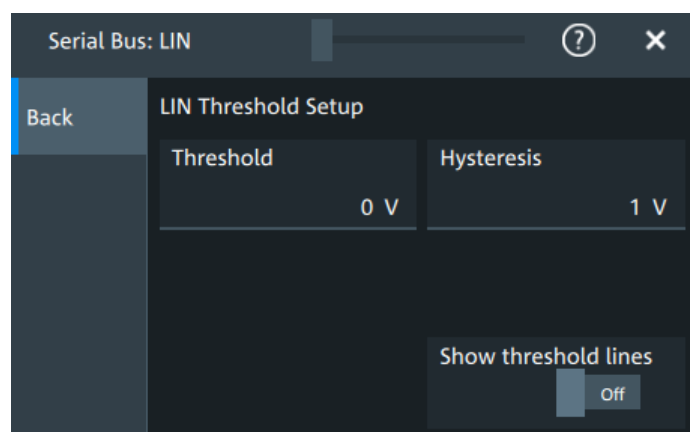 Serial Bus: LIN
?
Back
LIN Threshold Setup
Threshold
Hysteresis
0 V
1 V
Show threshold lines
Off